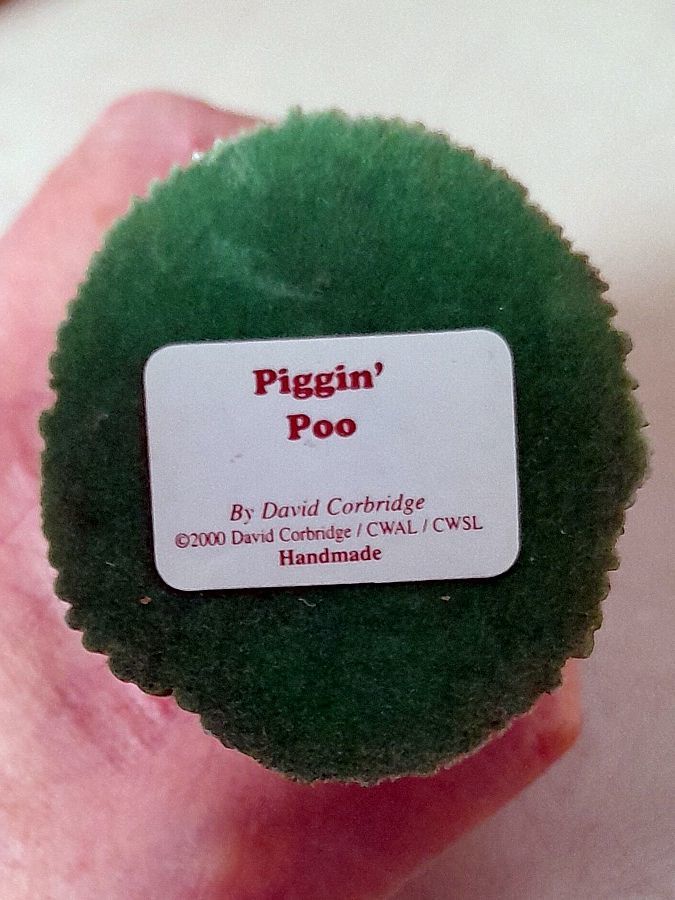 Piggin’
Poo
By David Corbridge
©2000 David Corbridge / CWAL / CWSL
Handmade